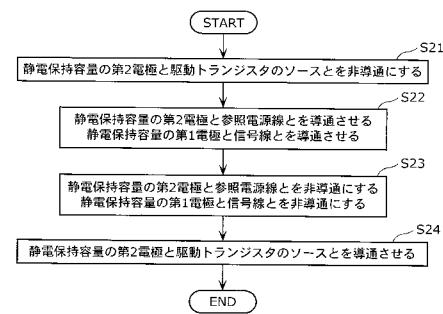 START
S21
静電保持容量の第2電極と駆動トランジスタのソースとを非導通にする
S22
静電保持容量の第2電極と参照電源線とを導通させる
静電保持容量の第1電極と信号線とを導通させる
S23
静電保持容量の第2電極と参照電源線とを非導通にする
静電保持容量の第1電極と信号線とを非導通にする
S24
静電保持容量の第2電極と駆動トランジスタのソースとを導通させる
END